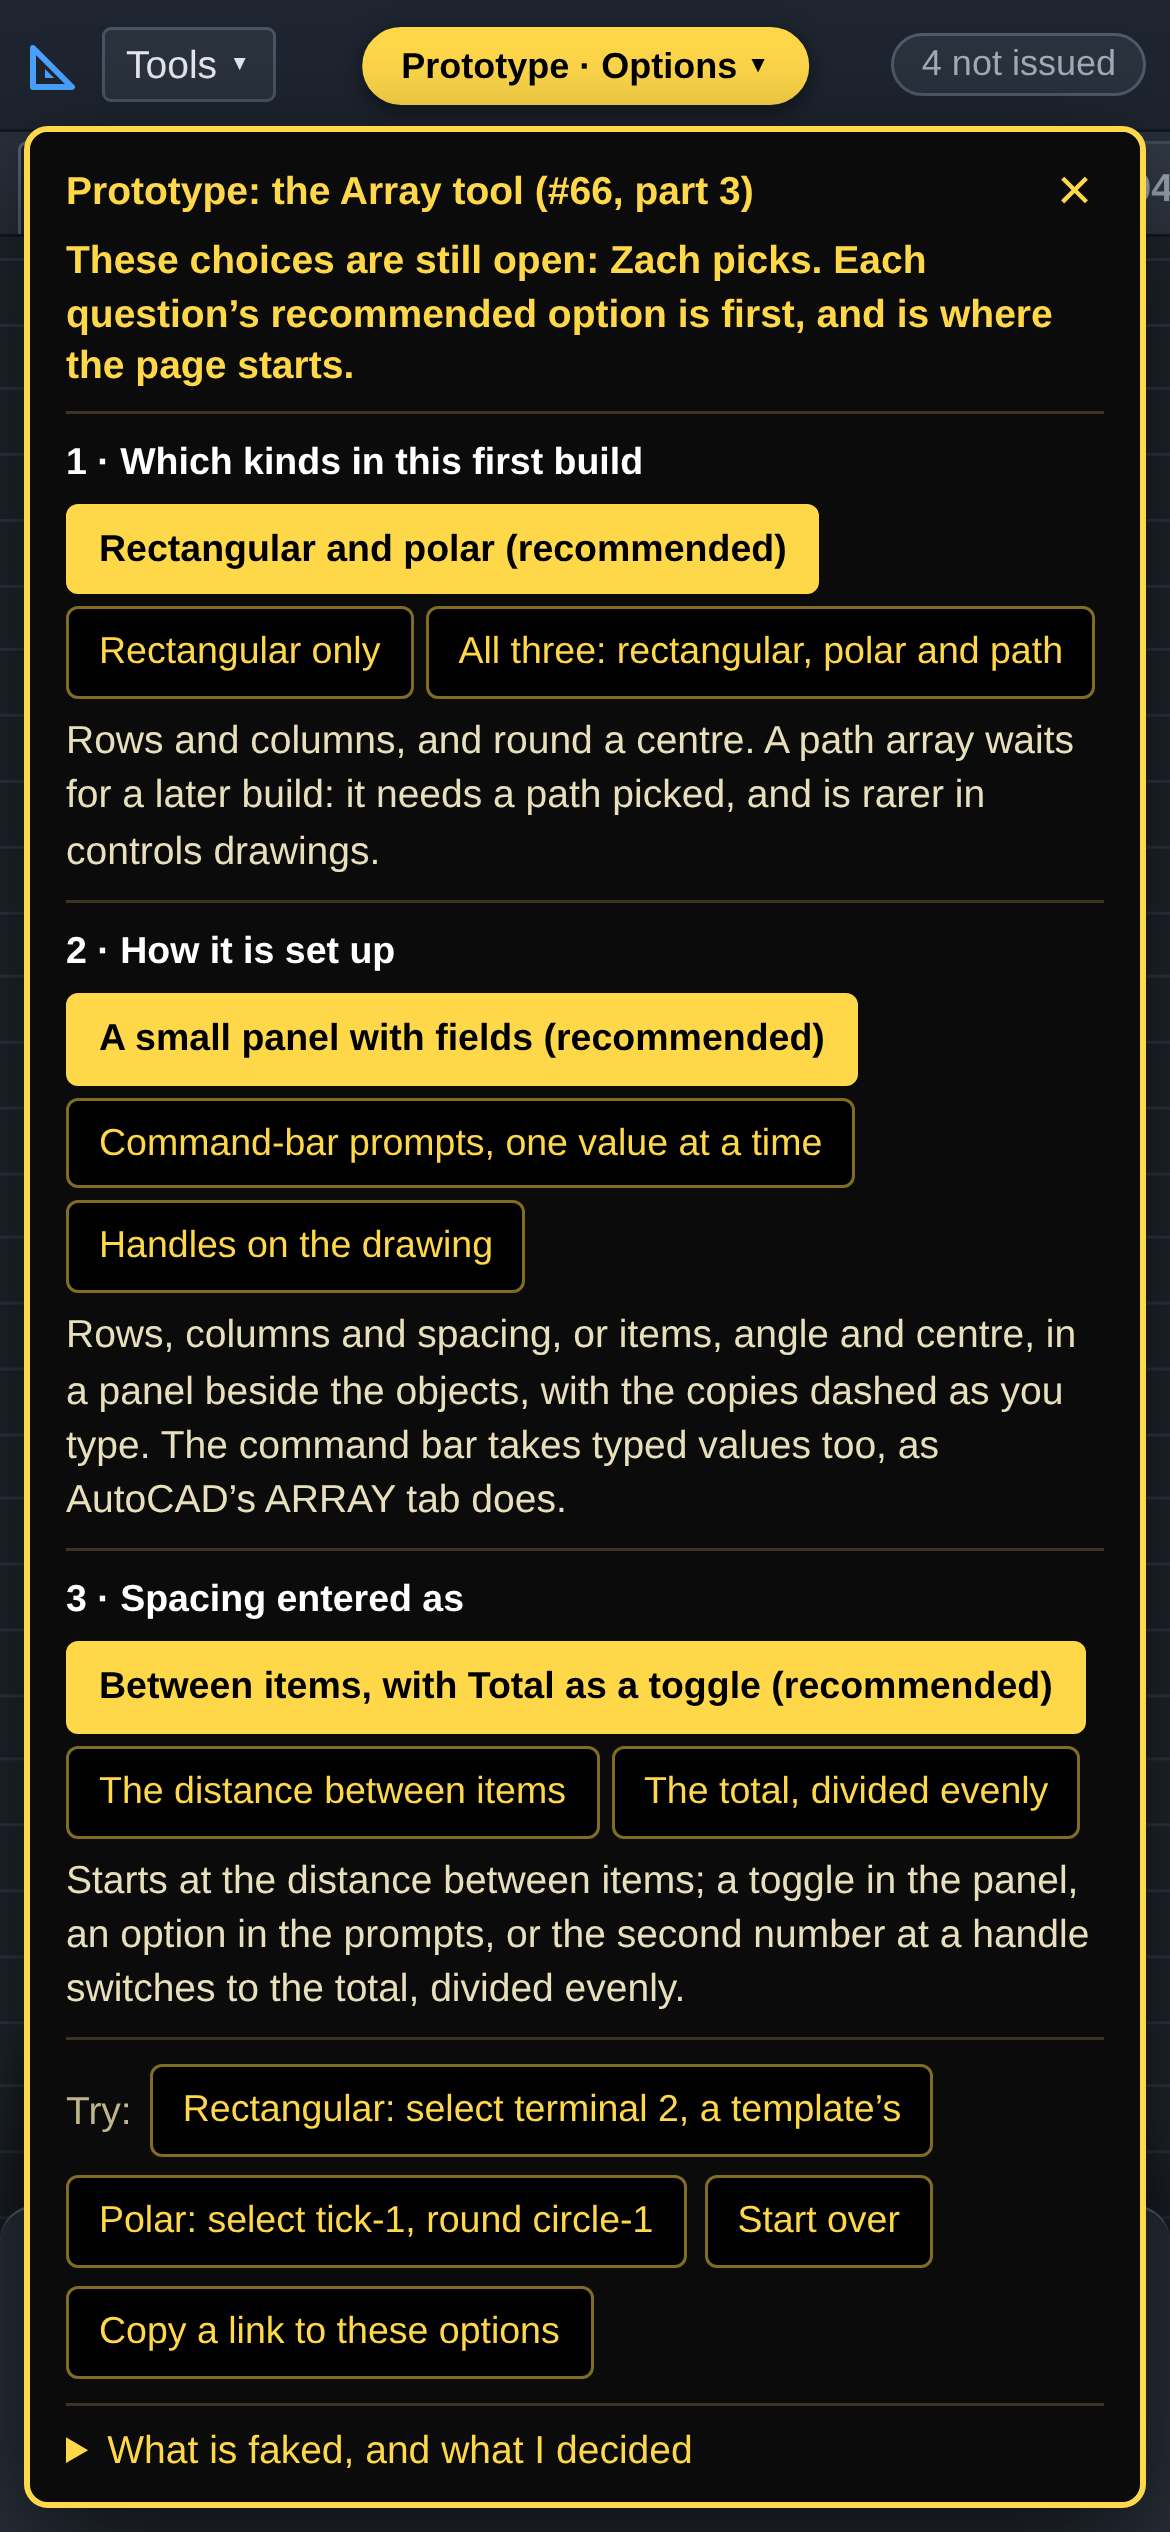 Tools ▼
Prototype · Options ▼
4 not issued
Prototype: the Array tool (#66, part 3)
✕
These choices are still open: Zach picks. Each
question’s recommended option is first, and is where
the page starts.
1 · Which kinds in this first build
Rectangular and polar (recommended)
Rectangular only
All three: rectangular, polar and path
Rows and columns, and round a centre. A path array waits
for a later build: it needs a path picked, and is rarer in
controls drawings.
2 · How it is set up
A small panel with fields (recommended)
Command-bar prompts, one value at a time
Handles on the drawing
Rows, columns and spacing, or items, angle and centre, in
a panel beside the objects, with the copies dashed as you
type. The command bar takes typed values too, as
AutoCAD’s ARRAY tab does.
3 · Spacing entered as
Between items, with Total as a toggle (recommended)
The distance between items
The total, divided evenly
Starts at the distance between items; a toggle in the panel,
an option in the prompts, or the second number at a handle
switches to the total, divided evenly.
Try:
Rectangular: select terminal 2, a template’s
Polar: select tick-1, round circle-1
Start over
Copy a link to these options
▶ What is faked, and what I decided